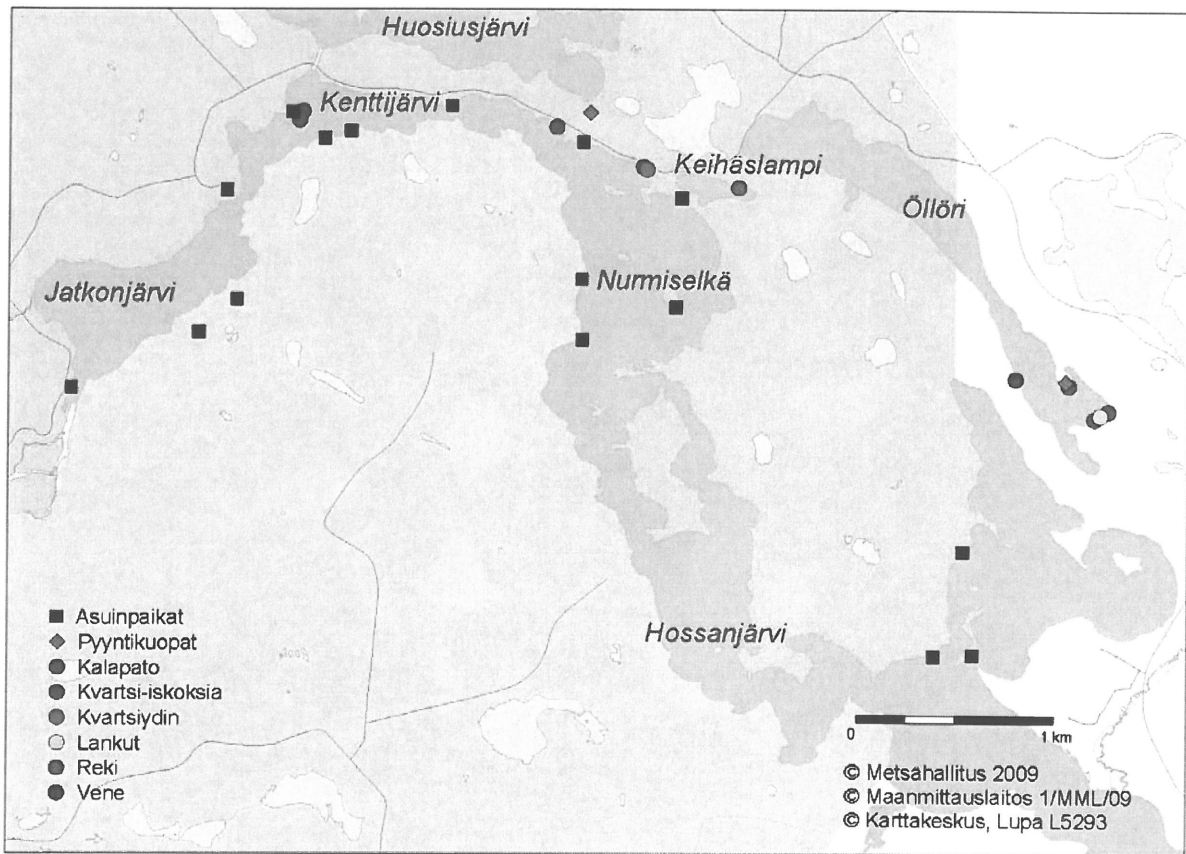 Huosiusjärvi
Kenttijärvi
Keihäslampi
Öllöri
Jatkonjärvi
Nurmiselkä
Hossanjärvi
Asuinpaikat
Pyyntikuopat
Kalapato
Kvartsi-iskoksia
Kvartsiydin
Lankut
Reki
Vene
0 1 km
© Metsähallitus 2009
© Maanmittauslaitos 1/MML/09
© Karttakeskus, Lupa L5293